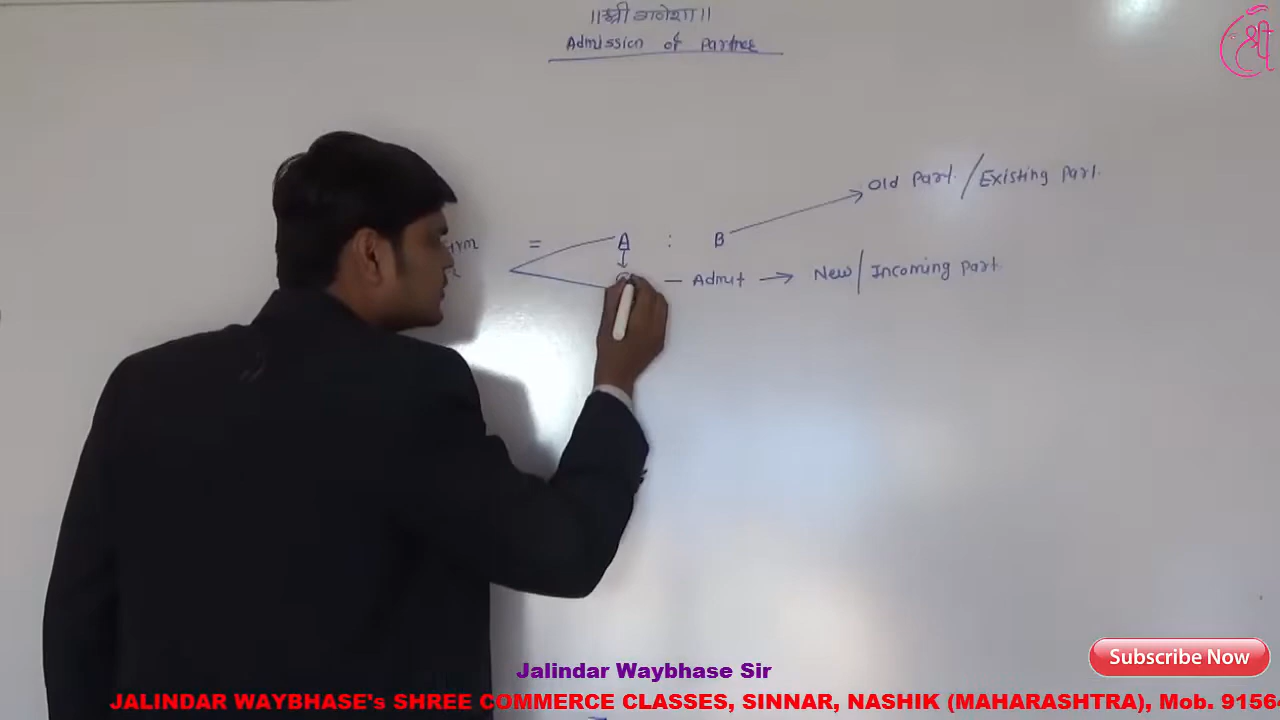 ||श्री गणेशा||
Admission of Partner
श्री
Old Part. / Existing Part.
= A : B
— Admit → New / Incoming Part.
Subscribe Now
Jalindar Waybhase Sir
JALINDAR WAYBHASE's SHREE COMMERCE CLASSES, SINNAR, NASHIK (MAHARASHTRA), Mob. 9156